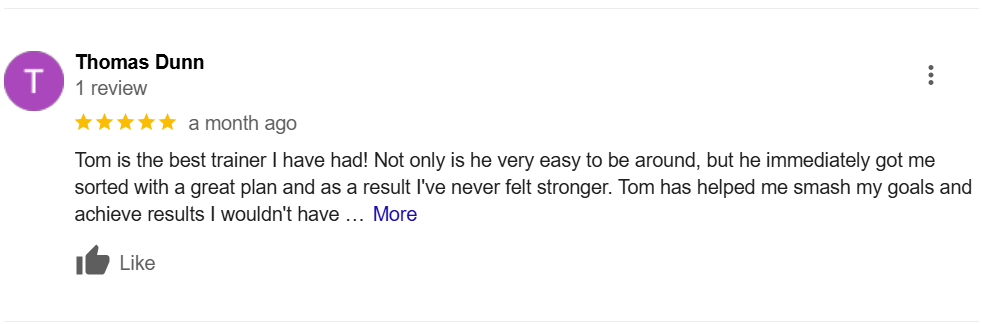 T
Thomas Dunn
1 review
a month ago
Tom is the best trainer I have had! Not only is he very easy to be around, but he immediately got me
sorted with a great plan and as a result I've never felt stronger. Tom has helped me smash my goals and
achieve results I wouldn't have … More
Like